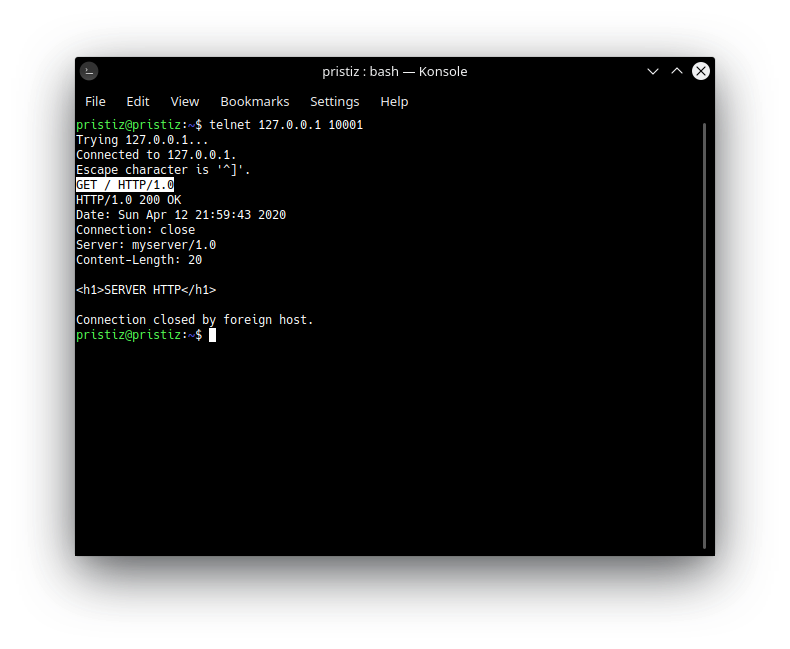 pristiz : bash — Konsole
File Edit View Bookmarks Settings Help
pristiz@pristiz:~$ telnet 127.0.0.1 10001
Trying 127.0.0.1...
Connected to 127.0.0.1.
Escape character is '^]'.
GET / HTTP/1.0
HTTP/1.0 200 OK
Date: Sun Apr 12 21:59:43 2020
Connection: close
Server: myserver/1.0
Content-Length: 20
<h1>SERVER HTTP</h1>
Connection closed by foreign host.
pristiz@pristiz:~$